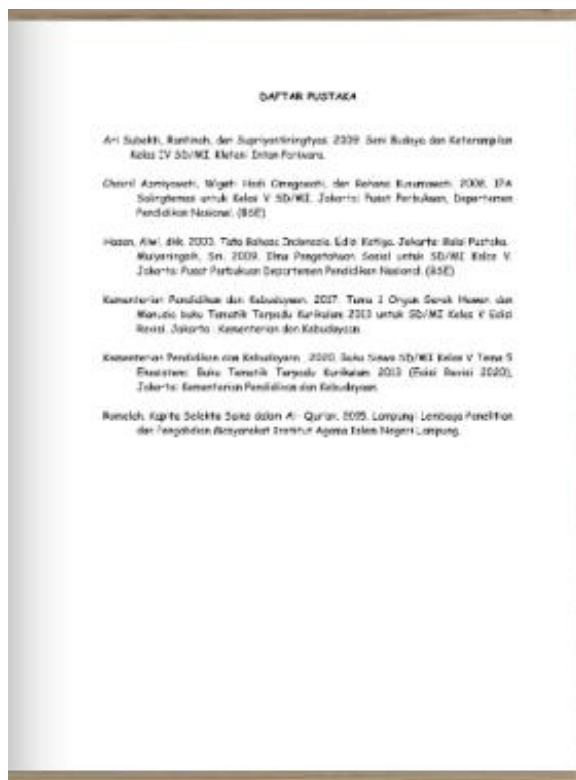 DAFTAR PUSTAKA
Ari Subekti, Rantinah, dan Supriyantiningtyas. 2009. Seni Budaya dan Keterampilan
Kelas IV SD/MI. Klaten: Intan Pariwara.
Choiril Azmiyawati, Wigati Hadi Omegawati, dan Rohana Kusumawati. 2008. IPA
Salingtemas untuk Kelas V SD/MI. Jakarta: Pusat Perbukuan, Departemen
Pendidikan Nasional. (BSE)
Hasan, Alwi, dkk. 2003. Tata Bahasa Indonesia. Edisi Ketiga. Jakarta: Balai Pustaka.
Mulyaningsih, Sri. 2009. Ilmu Pengetahuan Sosial untuk SD/MI Kelas V.
Jakarta: Pusat Perbukuan Departemen Pendidikan Nasional. (BSE)
Kementerian Pendidikan dan Kebudayaan. 2017. Tema 1 Organ Gerak Hewan dan
Manusia buku Tematik Terpadu Kurikulum 2013 untuk SD/MI Kelas V Edisi
Revisi. Jakarta : Kementerian dan Kebudayaan.
Kementerian Pendidikan dan Kebudayaan . 2020. Buku Siswa SD/MI Kelas V Tema 5
Ekosistem: Buku Tematik Terpadu Kurikulum 2013 (Edisi Revisi 2020),
Jakarta: Kementerian Pendidikan dan Kebudayaan.
Romelah. Kapita Selekta Sains dalam Al- Qur'an. 2015. Lampung: Lembaga Penelitian
dan Pengabdian Masyarakat Institut Agama Islam Negeri Lampung.